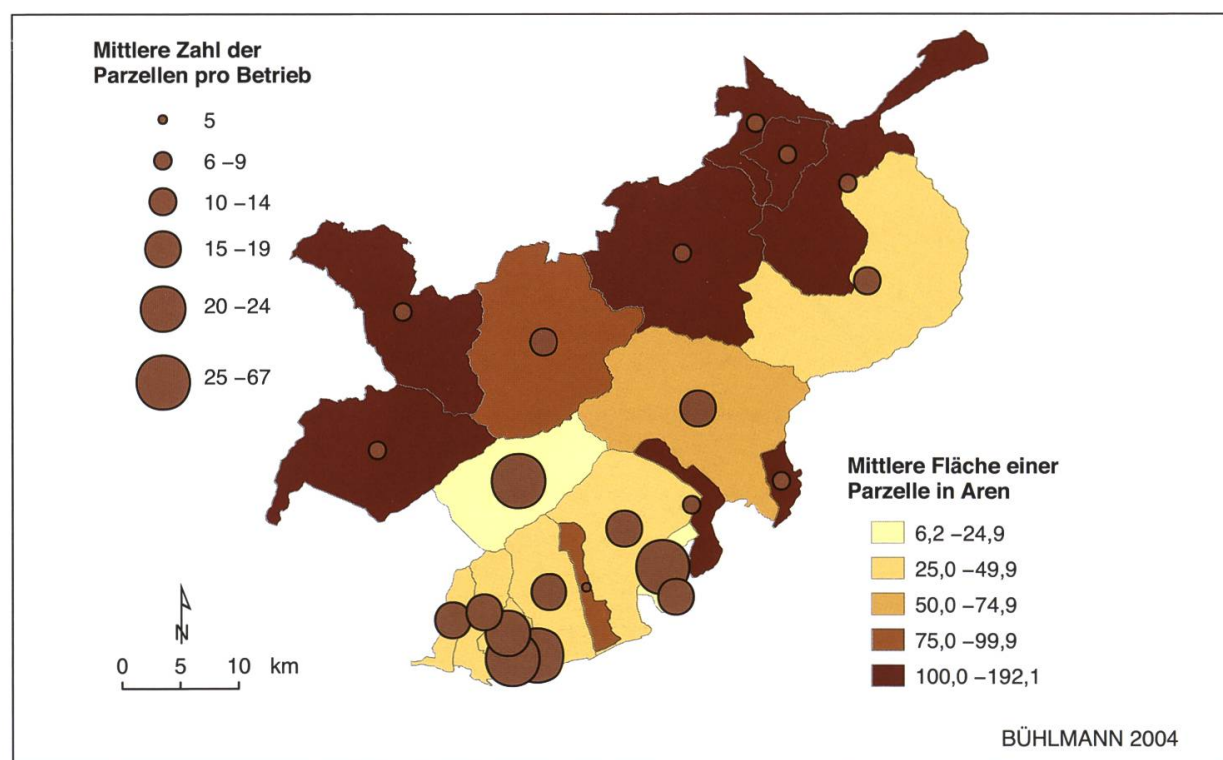 Mittlere Zahl der
Parzellen pro Betrieb
5
6 –9
10 –14
15 –19
20 –24
25 –67
N
0 5 10 km
Mittlere Fläche einer
Parzelle in Aren
6,2 –24,9
25,0 –49,9
50,0 –74,9
75,0 –99,9
100,0 –192,1
BÜHLMANN 2004